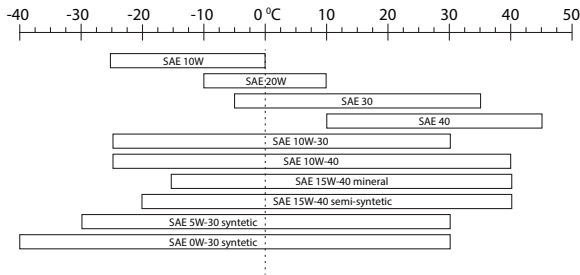 -40 -30 -20 -10 0 °C 10 20 30 40 50
SAE 10W
SAE 20W
SAE 30
SAE 40
SAE 10W-30
SAE 10W-40
SAE 15W-40 mineral
SAE 15W-40 semi-syntetic
SAE 5W-30 syntetic
SAE 0W-30 syntetic